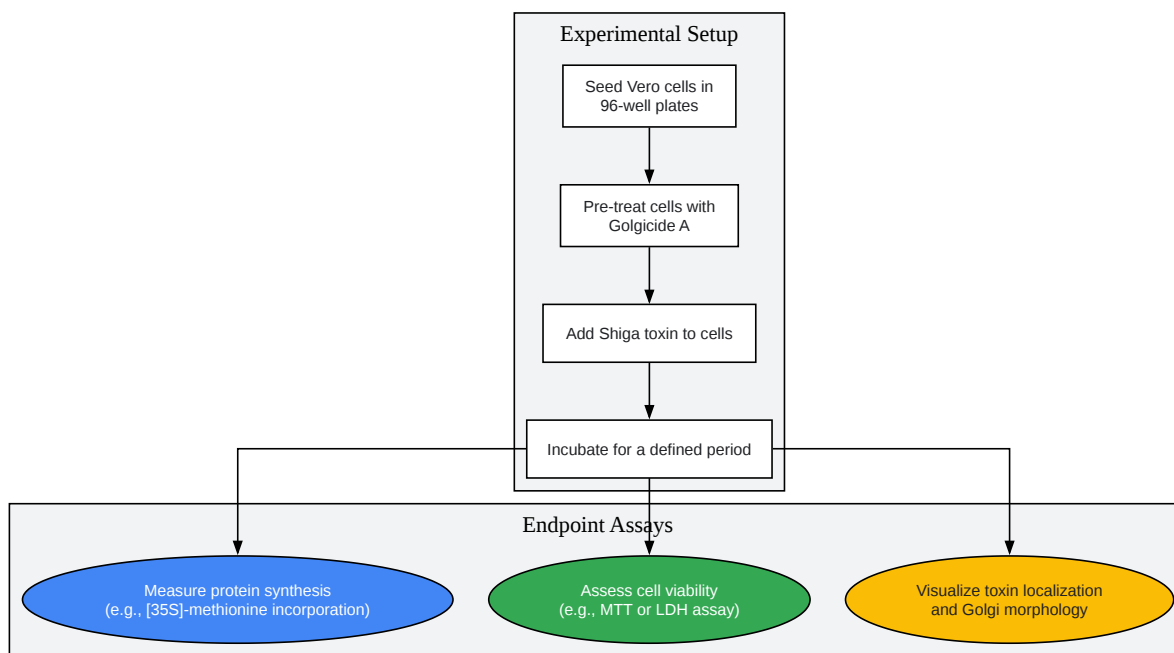 Experimental Setup
Seed Vero cells in
96-well plates
Pre-treat cells with
Golgicide A
Add Shiga toxin to cells
Incubate for a defined period
Endpoint Assays
Measure protein synthesis
(e.g., [35S]-methionine incorporation)
Assess cell viability
(e.g., MTT or LDH assay)
Visualize toxin localization
and Golgi morphology